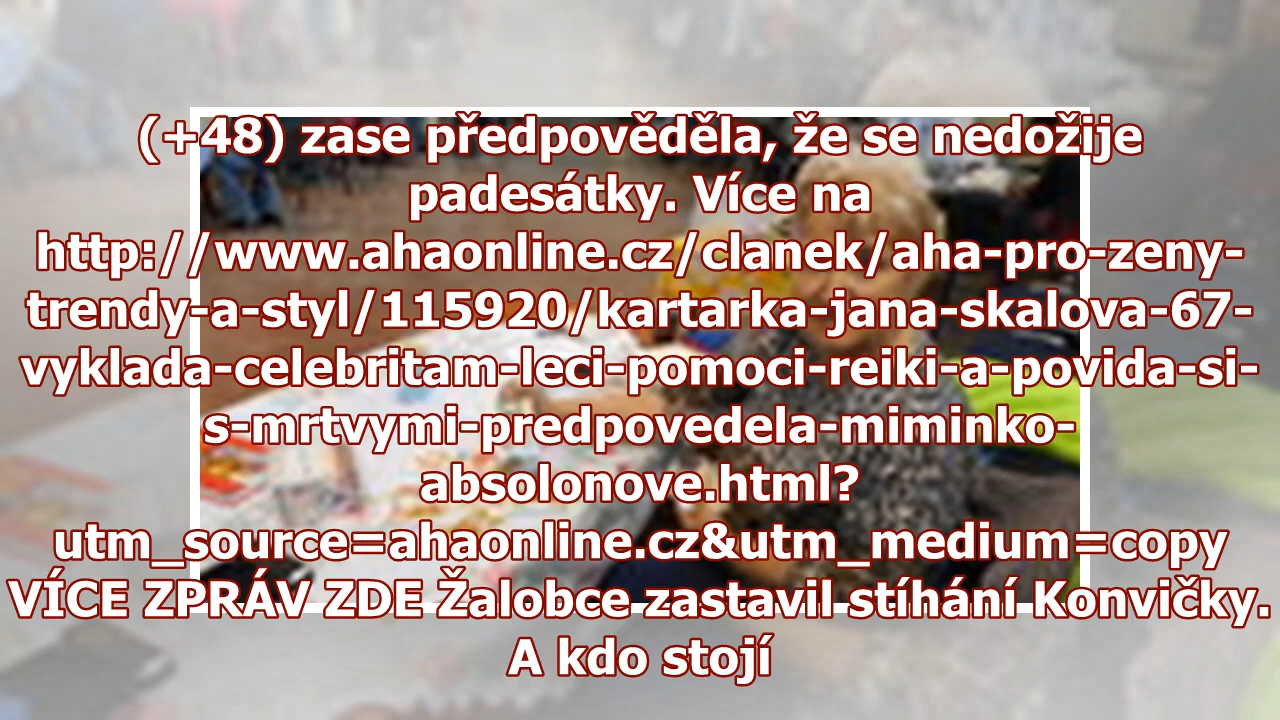 (+48) zase předpověděla, že se nedožije
padesátky. Více na
http://www.ahaonline.cz/clanek/aha-pro-zeny-
trendy-a-styl/115920/kartarka-jana-skalova-67-
vyklada-celebritam-leci-pomoci-reiki-a-povida-si-
s-mrtvymi-predpovedela-miminko-
absolonove.html?
utm_source=ahaonline.cz&utm_medium=copy
VÍCE ZPRÁV ZDE Žalobce zastavil stíhání Konvičky.
A kdo stojí